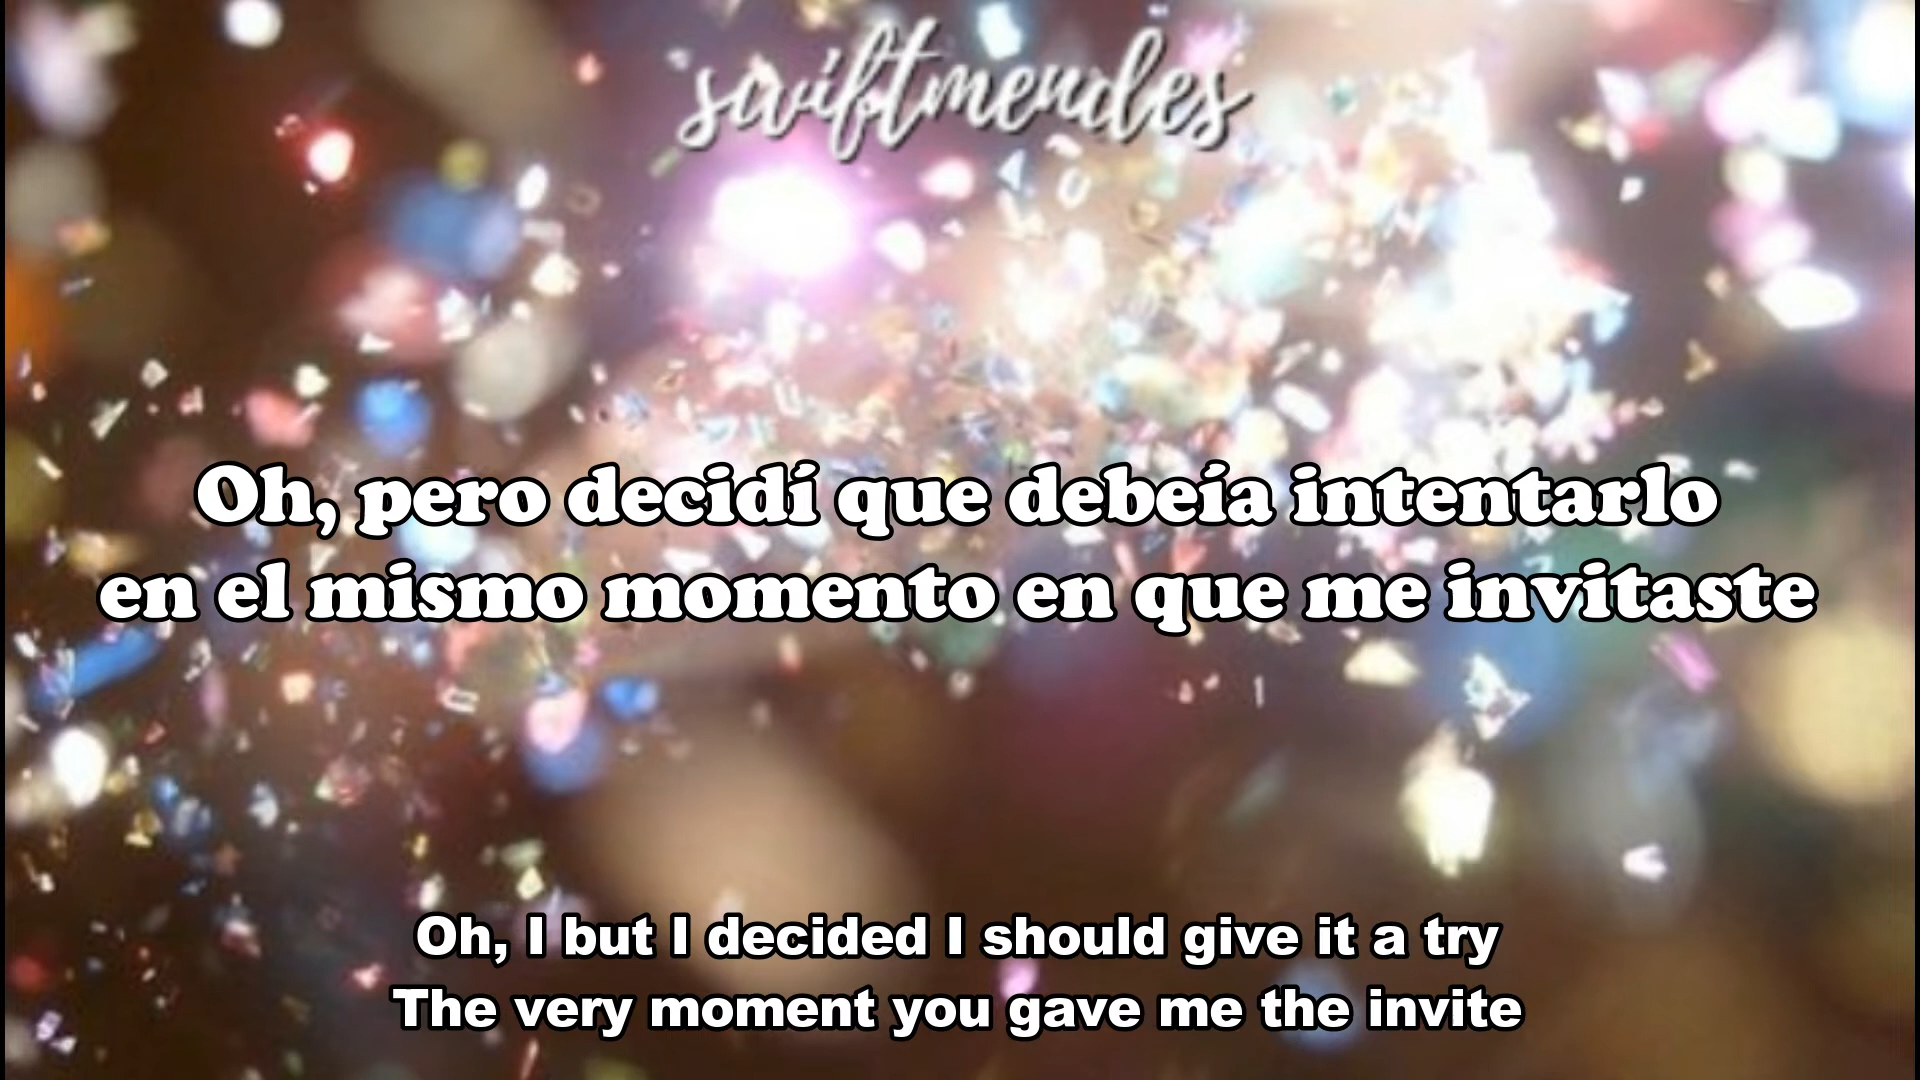 swiftmendes
Oh, pero decidí que debeía intentarlo
en el mismo momento en que me invitaste
Oh, I but I decided I should give it a try
The very moment you gave me the invite